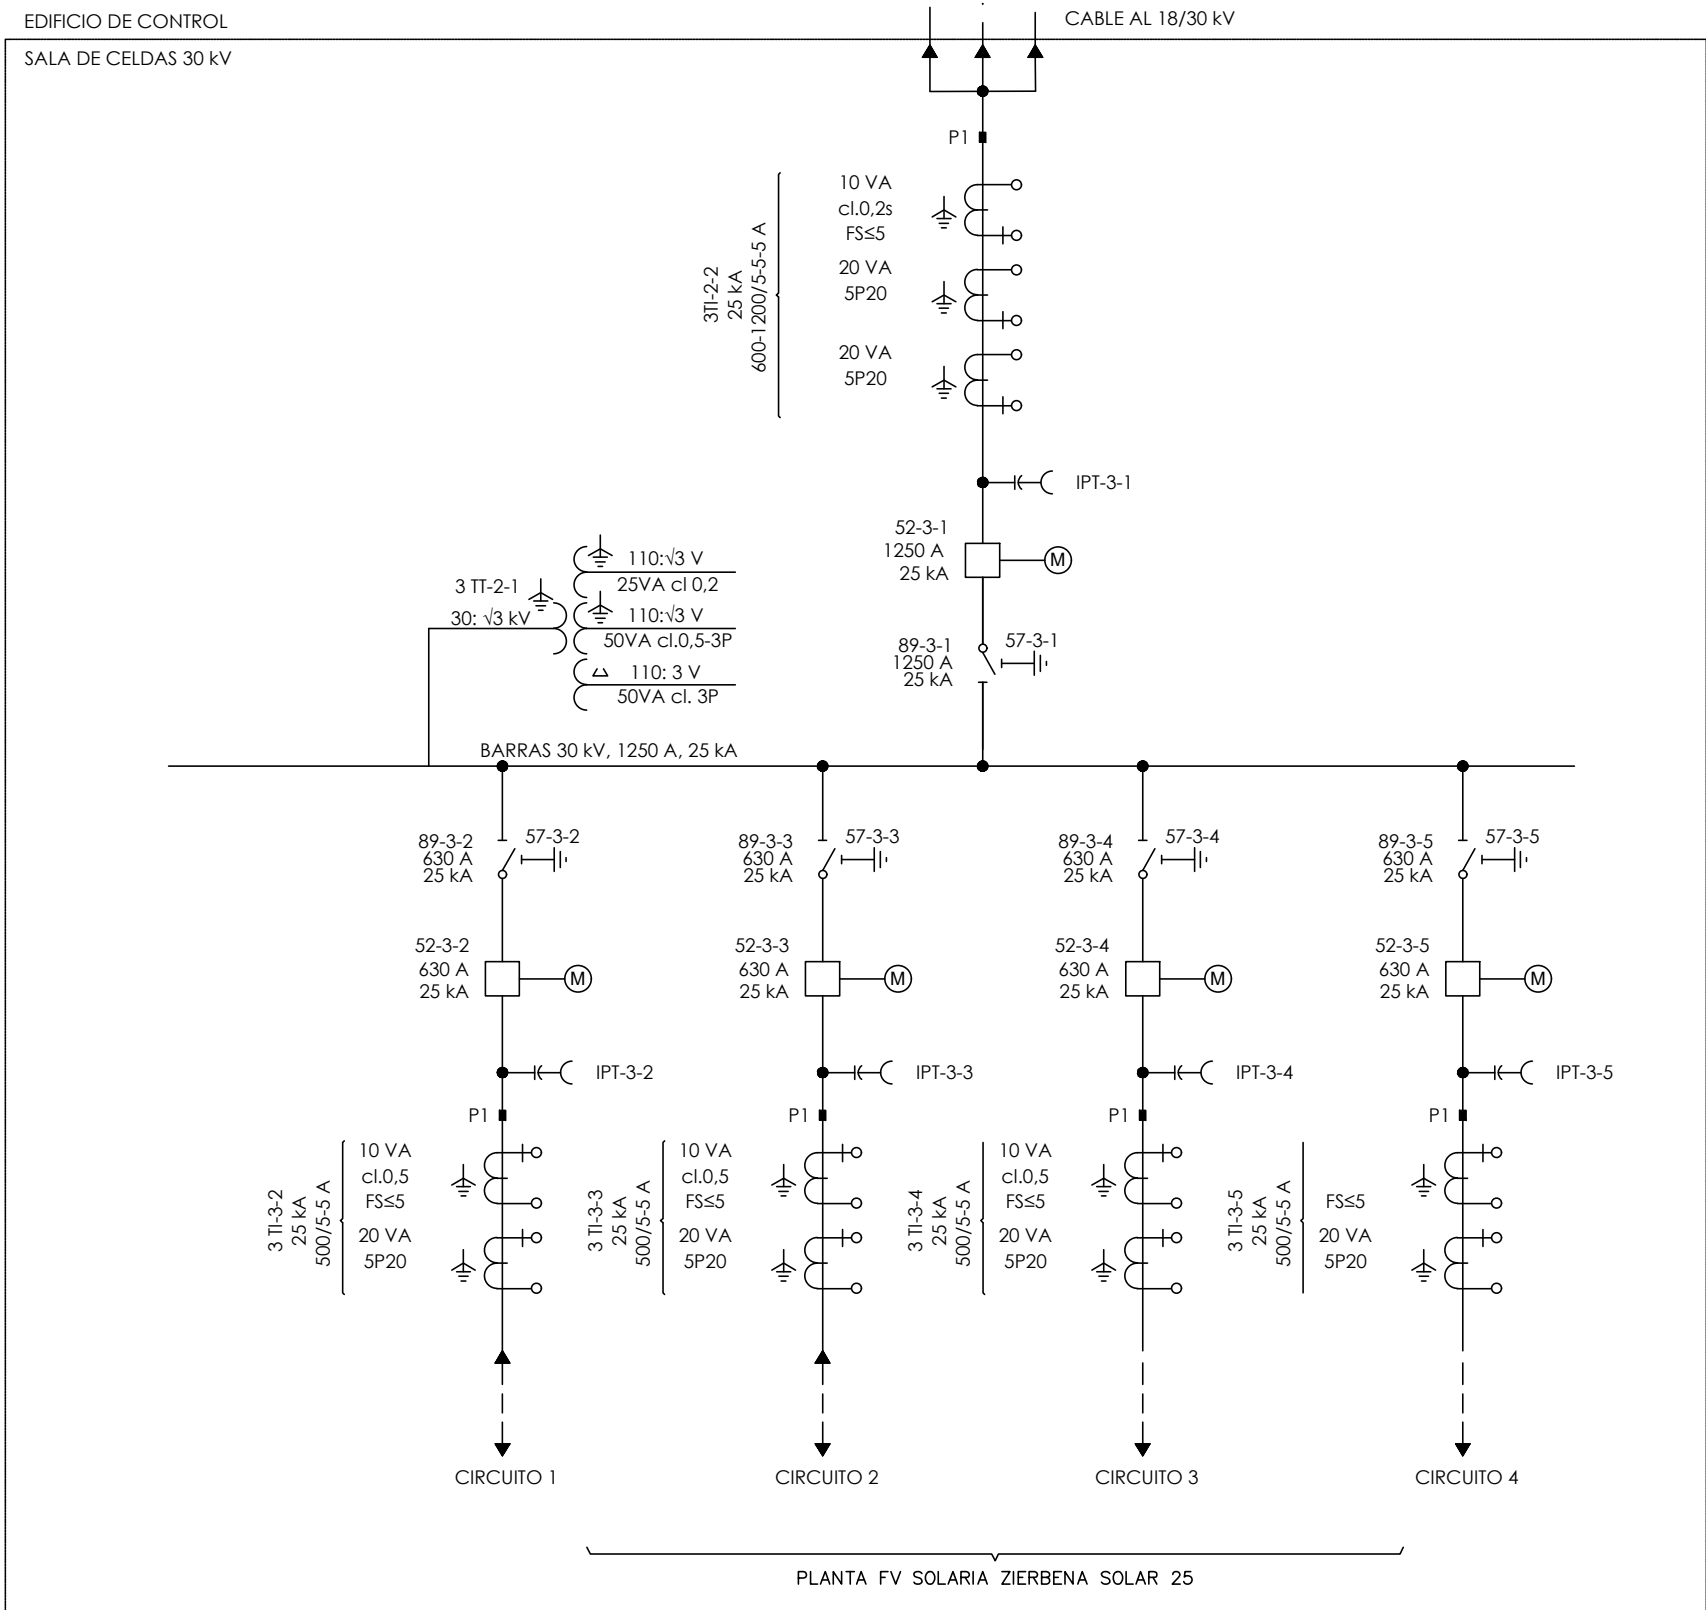 EDIFICIO DE CONTROL
CABLE AL 18/30 kV
SALA DE CELDAS 30 kV
P1
3TI-2-2
25 kA
600-1200/5-5-5 A
10 VA
cl.0,2s
FS≤5
20 VA
5P20
20 VA
5P20
IPT-3-1
52-3-1
1250 A
25 kA
M
3 TT-2-1
30: √3 kV
110:√3 V
25VA cl 0,2
110:√3 V
50VA cl.0,5-3P
110: 3 V
50VA cl. 3P
89-3-1
1250 A
25 kA
57-3-1
BARRAS 30 kV, 1250 A, 25 kA
89-3-2
630 A
25 kA
57-3-2
89-3-3
630 A
25 kA
57-3-3
89-3-4
630 A
25 kA
57-3-4
89-3-5
630 A
25 kA
57-3-5
52-3-2
630 A
25 kA
M
52-3-3
630 A
25 kA
M
52-3-4
630 A
25 kA
M
52-3-5
630 A
25 kA
M
IPT-3-2
IPT-3-3
IPT-3-4
IPT-3-5
P1
P1
P1
P1
3 TI-3-2
25 kA
500/5-5 A
10 VA
cl.0,5
FS≤5
20 VA
5P20
3 TI-3-3
25 kA
500/5-5 A
10 VA
cl.0,5
FS≤5
20 VA
5P20
3 TI-3-4
25 kA
500/5-5 A
10 VA
cl.0,5
FS≤5
20 VA
5P20
3 TI-3-5
25 kA
500/5-5 A
FS≤5
20 VA
5P20
CIRCUITO 1
CIRCUITO 2
CIRCUITO 3
CIRCUITO 4
PLANTA FV SOLARIA ZIERBENA SOLAR 25